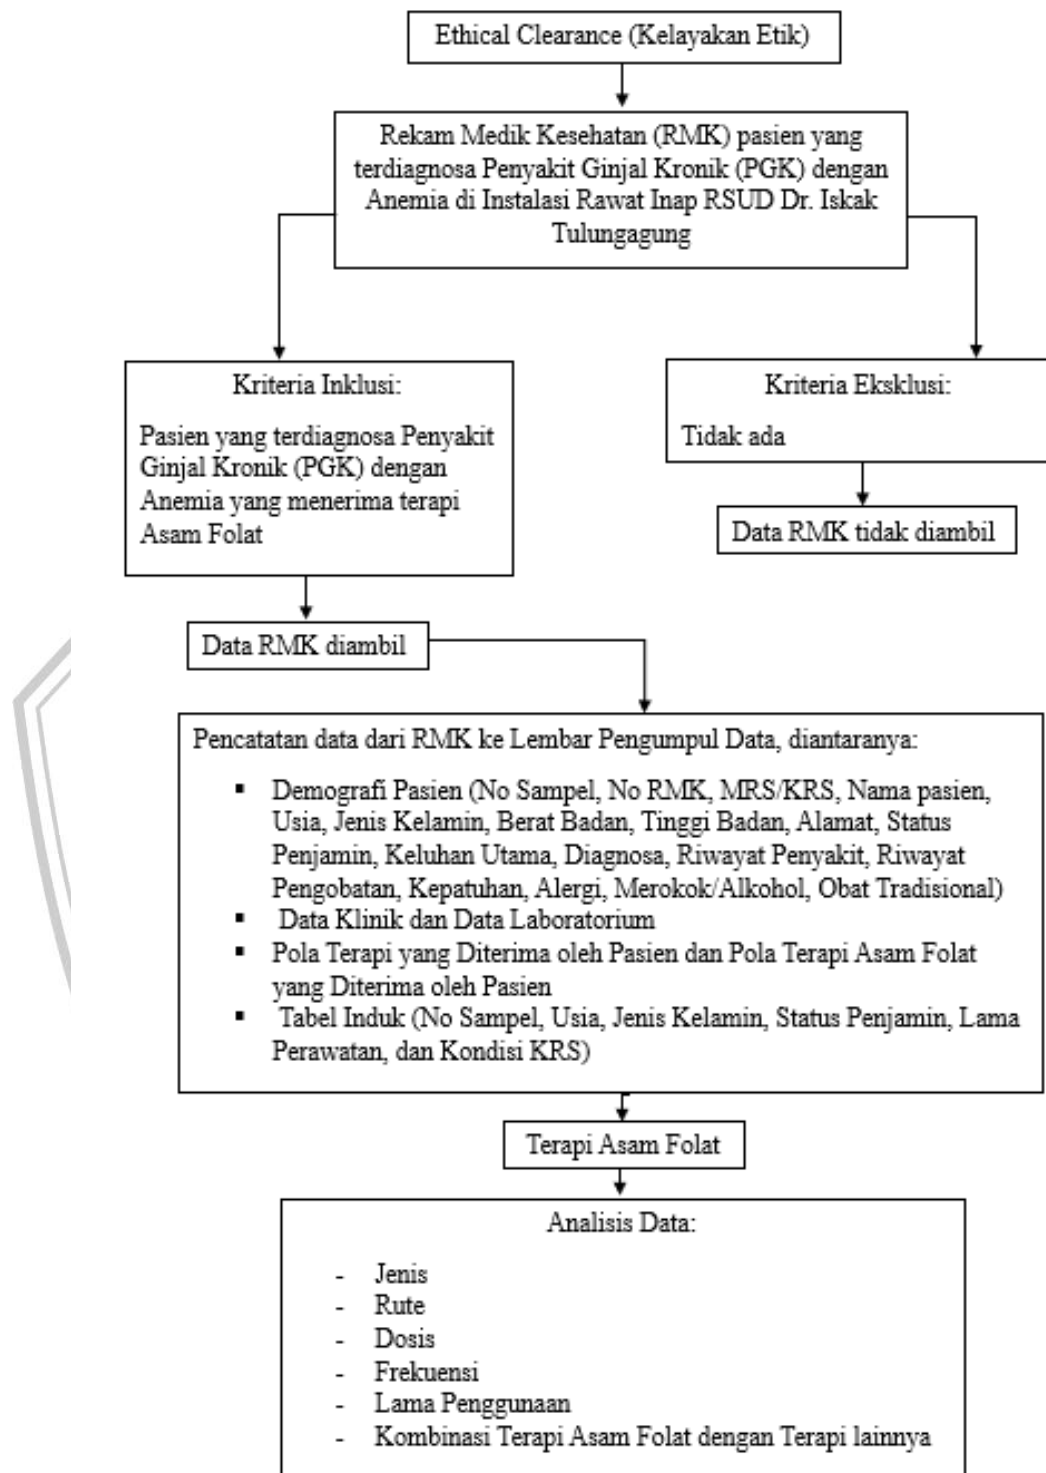 Ethical Clearance (Kelayakan Etik)
Rekam Medik Kesehatan (RMK) pasien yang
terdiagnosa Penyakit Ginjal Kronik (PGK) dengan
Anemia di Instalasi Rawat Inap RSUD Dr. Iskak
Tulungagung
Kriteria Inklusi:
Pasien yang terdiagnosa Penyakit
Ginjal Kronik (PGK) dengan
Anemia yang menerima terapi
Asam Folat
Kriteria Eksklusi:
Tidak ada
Data RMK tidak diambil
Data RMK diambil
Pencatatan data dari RMK ke Lembar Pengumpul Data, diantaranya:
▪ Demografi Pasien (No Sampel, No RMK, MRS/KRS, Nama pasien,
Usia, Jenis Kelamin, Berat Badan, Tinggi Badan, Alamat, Status
Penjamin, Keluhan Utama, Diagnosa, Riwayat Penyakit, Riwayat
Pengobatan, Kepatuhan, Alergi, Merokok/Alkohol, Obat Tradisional)
▪ Data Klinik dan Data Laboratorium
▪ Pola Terapi yang Diterima oleh Pasien dan Pola Terapi Asam Folat
yang Diterima oleh Pasien
▪ Tabel Induk (No Sampel, Usia, Jenis Kelamin, Status Penjamin, Lama
Perawatan, dan Kondisi KRS)
Terapi Asam Folat
Analisis Data:
- Jenis
- Rute
- Dosis
- Frekuensi
- Lama Penggunaan
- Kombinasi Terapi Asam Folat dengan Terapi lainnya